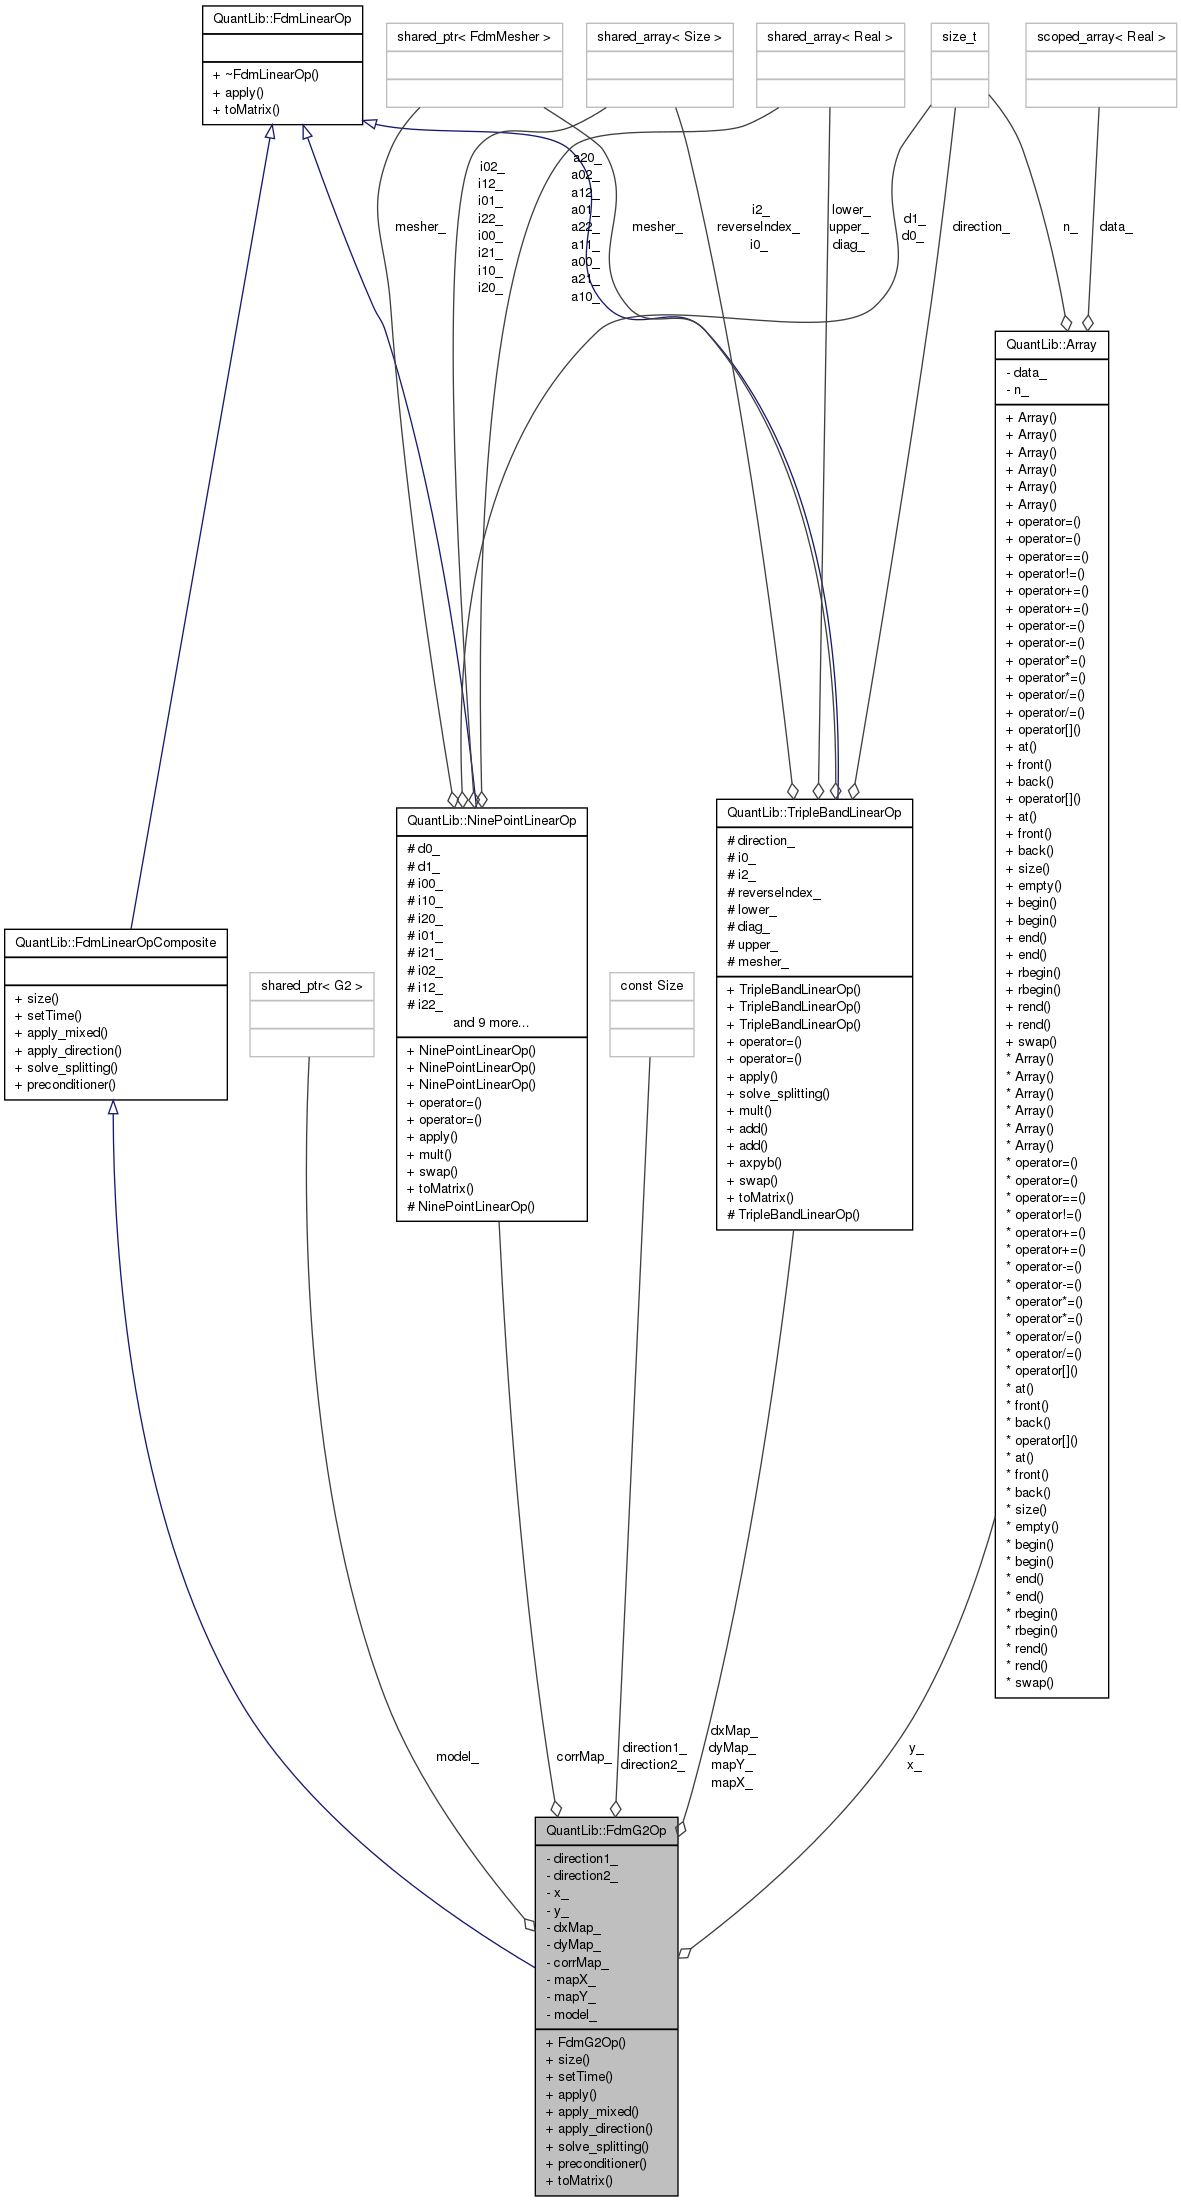 QuantLib::FdmLinearOp
+ ~FdmLinearOp()
+ apply()
+ toMatrix()
shared_ptr< FdmMesher >
shared_array< Size >
shared_array< Real >
size_t
scoped_array< Real >
mesher_
i02_
i12_
i01_
i22_
i00_
i21_
i10_
i20_
a20_
a02_
a12_
a01_
a22_
a11_
a00_
a21_
a10_
mesher_
i2_
reverseIndex_
i0_
lower_
upper_
diag_
d1_
d0_
direction_
n_
data_
QuantLib::Array
- data_
- n_
+ Array()
+ Array()
+ Array()
+ Array()
+ Array()
+ Array()
+ operator=()
+ operator=()
+ operator==()
+ operator!=()
+ operator+=()
+ operator+=()
+ operator-=()
+ operator-=()
+ operator*=()
+ operator*=()
+ operator/=()
+ operator/=()
+ operator[]()
+ at()
+ front()
+ back()
+ operator[]()
+ at()
+ front()
+ back()
+ size()
+ empty()
+ begin()
+ begin()
+ end()
+ end()
+ rbegin()
+ rbegin()
+ rend()
+ rend()
+ swap()
* Array()
* Array()
* Array()
* Array()
* Array()
* Array()
* operator=()
* operator=()
* operator==()
* operator!=()
* operator+=()
* operator+=()
* operator-=()
* operator-=()
* operator*=()
* operator*=()
* operator/=()
* operator/=()
* operator[]()
* at()
* front()
* back()
* operator[]()
* at()
* front()
* back()
* size()
* empty()
* begin()
* begin()
* end()
* end()
* rbegin()
* rbegin()
* rend()
* rend()
* swap()
QuantLib::NinePointLinearOp
# d0_
# d1_
# i00_
# i10_
# i20_
# i01_
# i21_
# i02_
# i12_
# i22_
and 9 more...
+ NinePointLinearOp()
+ NinePointLinearOp()
+ NinePointLinearOp()
+ operator=()
+ operator=()
+ apply()
+ mult()
+ swap()
+ toMatrix()
# NinePointLinearOp()
QuantLib::TripleBandLinearOp
# direction_
# i0_
# i2_
# reverseIndex_
# lower_
# diag_
# upper_
# mesher_
+ TripleBandLinearOp()
+ TripleBandLinearOp()
+ TripleBandLinearOp()
+ operator=()
+ operator=()
+ apply()
+ solve_splitting()
+ mult()
+ add()
+ add()
+ axpyb()
+ swap()
+ toMatrix()
# TripleBandLinearOp()
QuantLib::FdmLinearOpComposite
+ size()
+ setTime()
+ apply_mixed()
+ apply_direction()
+ solve_splitting()
+ preconditioner()
shared_ptr< G2 >
const Size
model_
corrMap_
direction1_
direction2_
dxMap_
dyMap_
mapY_
mapX_
y_
x_
QuantLib::FdmG2Op
- direction1_
- direction2_
- x_
- y_
- dxMap_
- dyMap_
- corrMap_
- mapX_
- mapY_
- model_
+ FdmG2Op()
+ size()
+ setTime()
+ apply()
+ apply_mixed()
+ apply_direction()
+ solve_splitting()
+ preconditioner()
+ toMatrix()